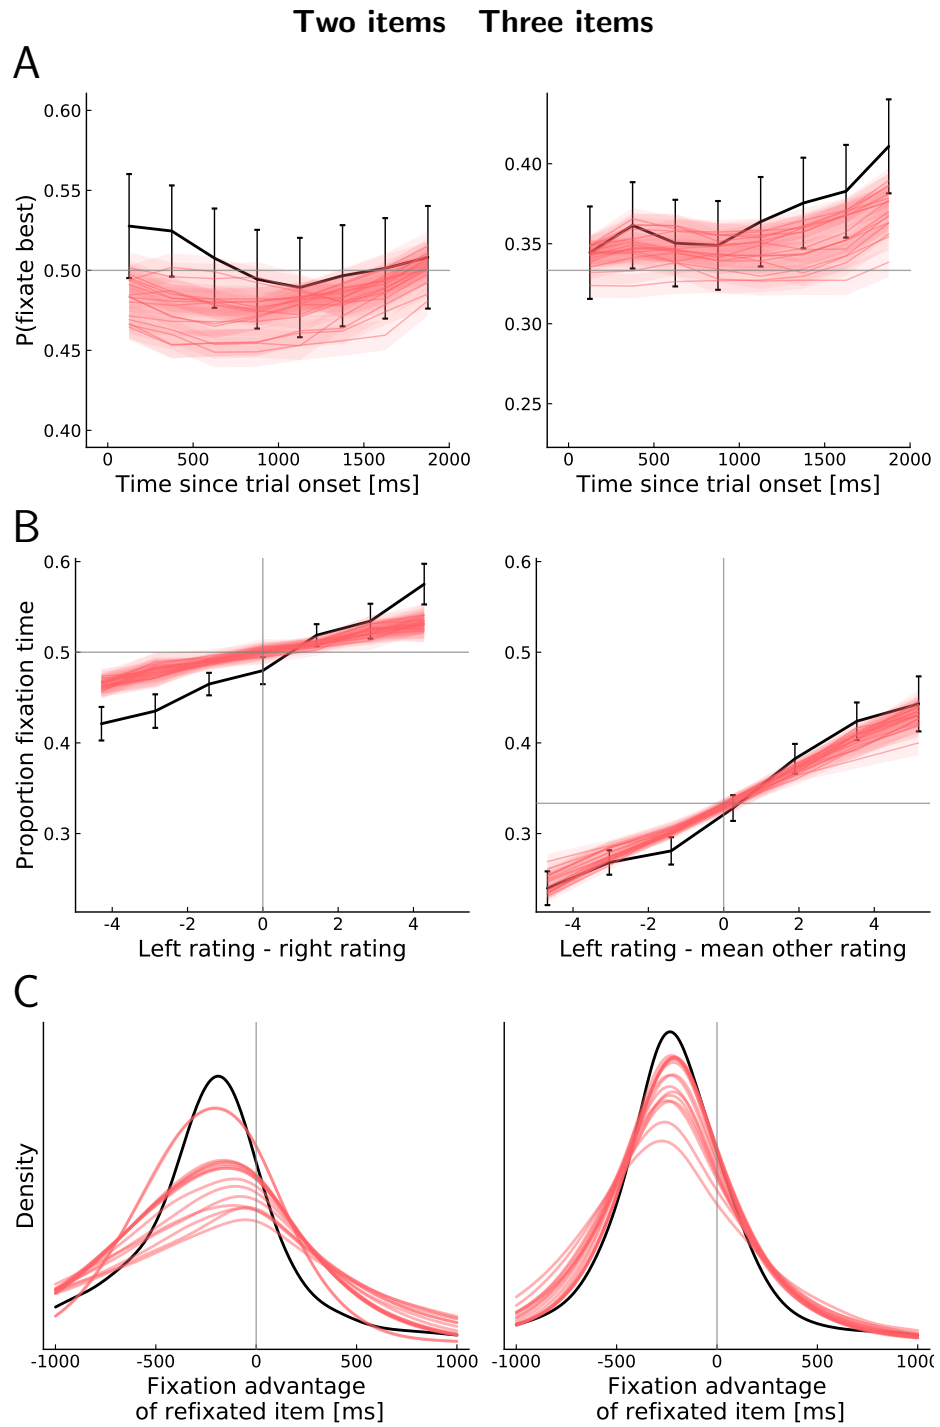 Two items Three items
A
P(fixate best)
0.60
0.55
0.50
0.45
0.40
0 500 1000 1500 2000
Time since trial onset [ms]
0.40
0.35
0.30
0.25
0 500 1000 1500 2000
Time since trial onset [ms]
B
Proportion fixation time
0.6
0.5
0.4
0.3
-4 -2 0 2 4
Left rating - right rating
0.6
0.5
0.4
0.3
-4 -2 0 2 4
Left rating - mean other rating
C
Density
-1000 -500 0 500 1000
Fixation advantage
of refixated item [ms]
-1000 -500 0 500 1000
Fixation advantage
of refixated item [ms]